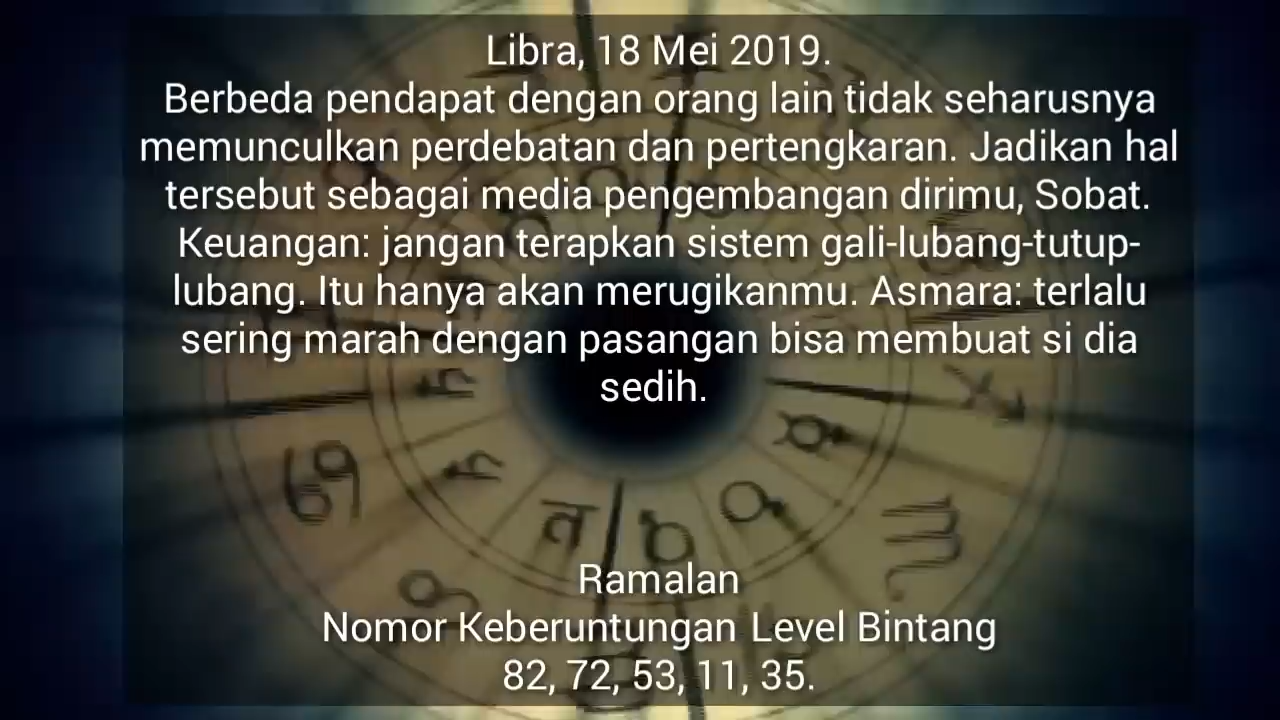 Libra, 18 Mei 2019.
Berbeda pendapat dengan orang lain tidak seharusnya
memunculkan perdebatan dan pertengkaran. Jadikan hal
tersebut sebagai media pengembangan dirimu, Sobat.
Keuangan: jangan terapkan sistem gali-lubang-tutup-
lubang. Itu hanya akan merugikanmu. Asmara: terlalu
sering marah dengan pasangan bisa membuat si dia
sedih.
Ramalan
Nomor Keberuntungan Level Bintang
82, 72, 53, 11, 35.